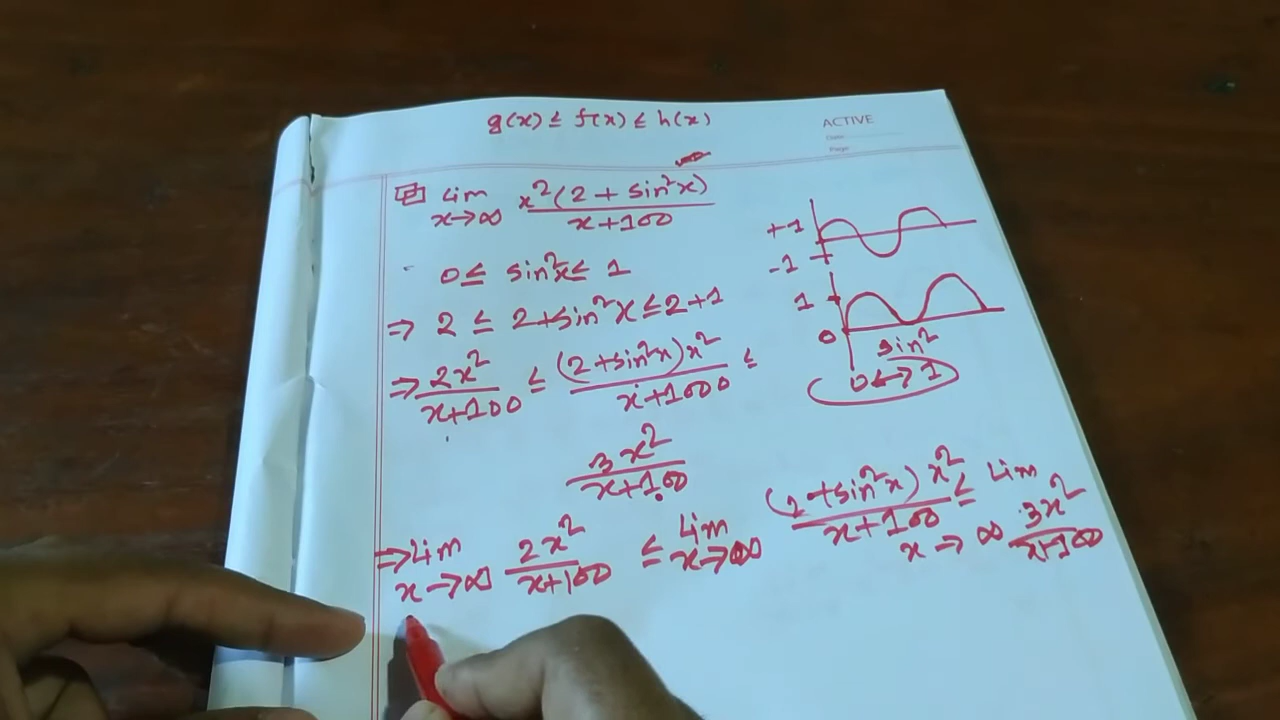 g(x) ≤ f(x) ≤ h(x)
ACTIVE
Date:
Page:
Lim x→∞ x²(2 + sin²x) / x+100
0 ≤ sin²x ≤ 1
⇒ 2 ≤ 2+sin²x ≤ 2+1
⇒ 2x² / x+100 ≤ (2+sin²x)x² / x+100 ≤
3x² / x+100
⇒ Lim x→∞ 2x² / x+100 ≤ Lim x→∞ (2+sin²x) x² / x+100 ≤ Lim x→∞ 3x² / x+100
+1
-1
1
0
sin²
0↔1